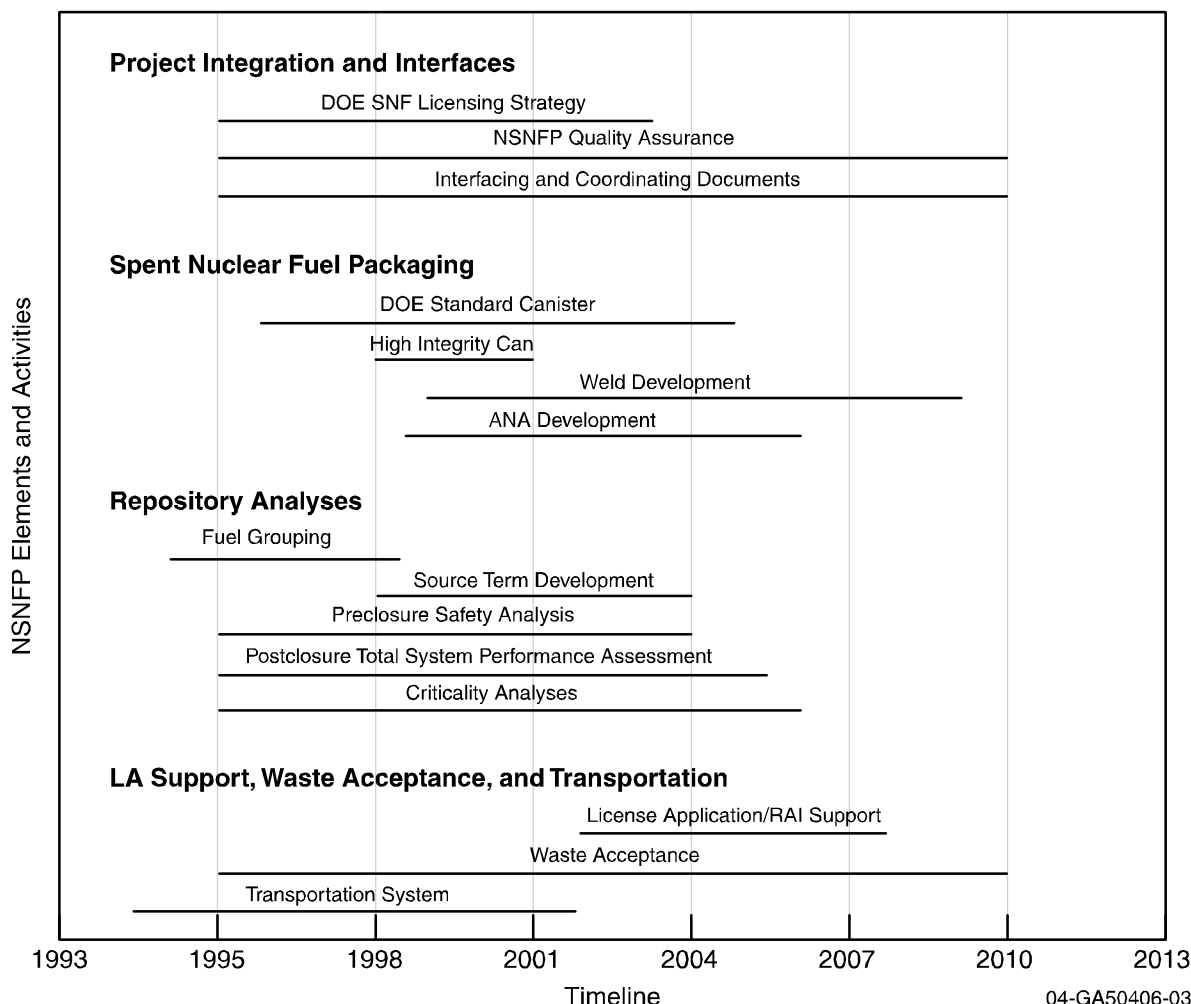 Project Integration and Interfaces
DOE SNF Licensing Strategy
NSNFP Quality Assurance
Interfacing and Coordinating Documents
Spent Nuclear Fuel Packaging
DOE Standard Canister
High Integrity Can
Weld Development
ANA Development
Repository Analyses
Fuel Grouping
Source Term Development
Preclosure Safety Analysis
Postclosure Total System Performance Assessment
Criticality Analyses
LA Support, Waste Acceptance, and Transportation
License Application/RAI Support
Waste Acceptance
Transportation System
NSNFP Elements and Activities
1993 1995 1998 2001 2004 2007 2010 2013
Timeline
04-GA50406-03